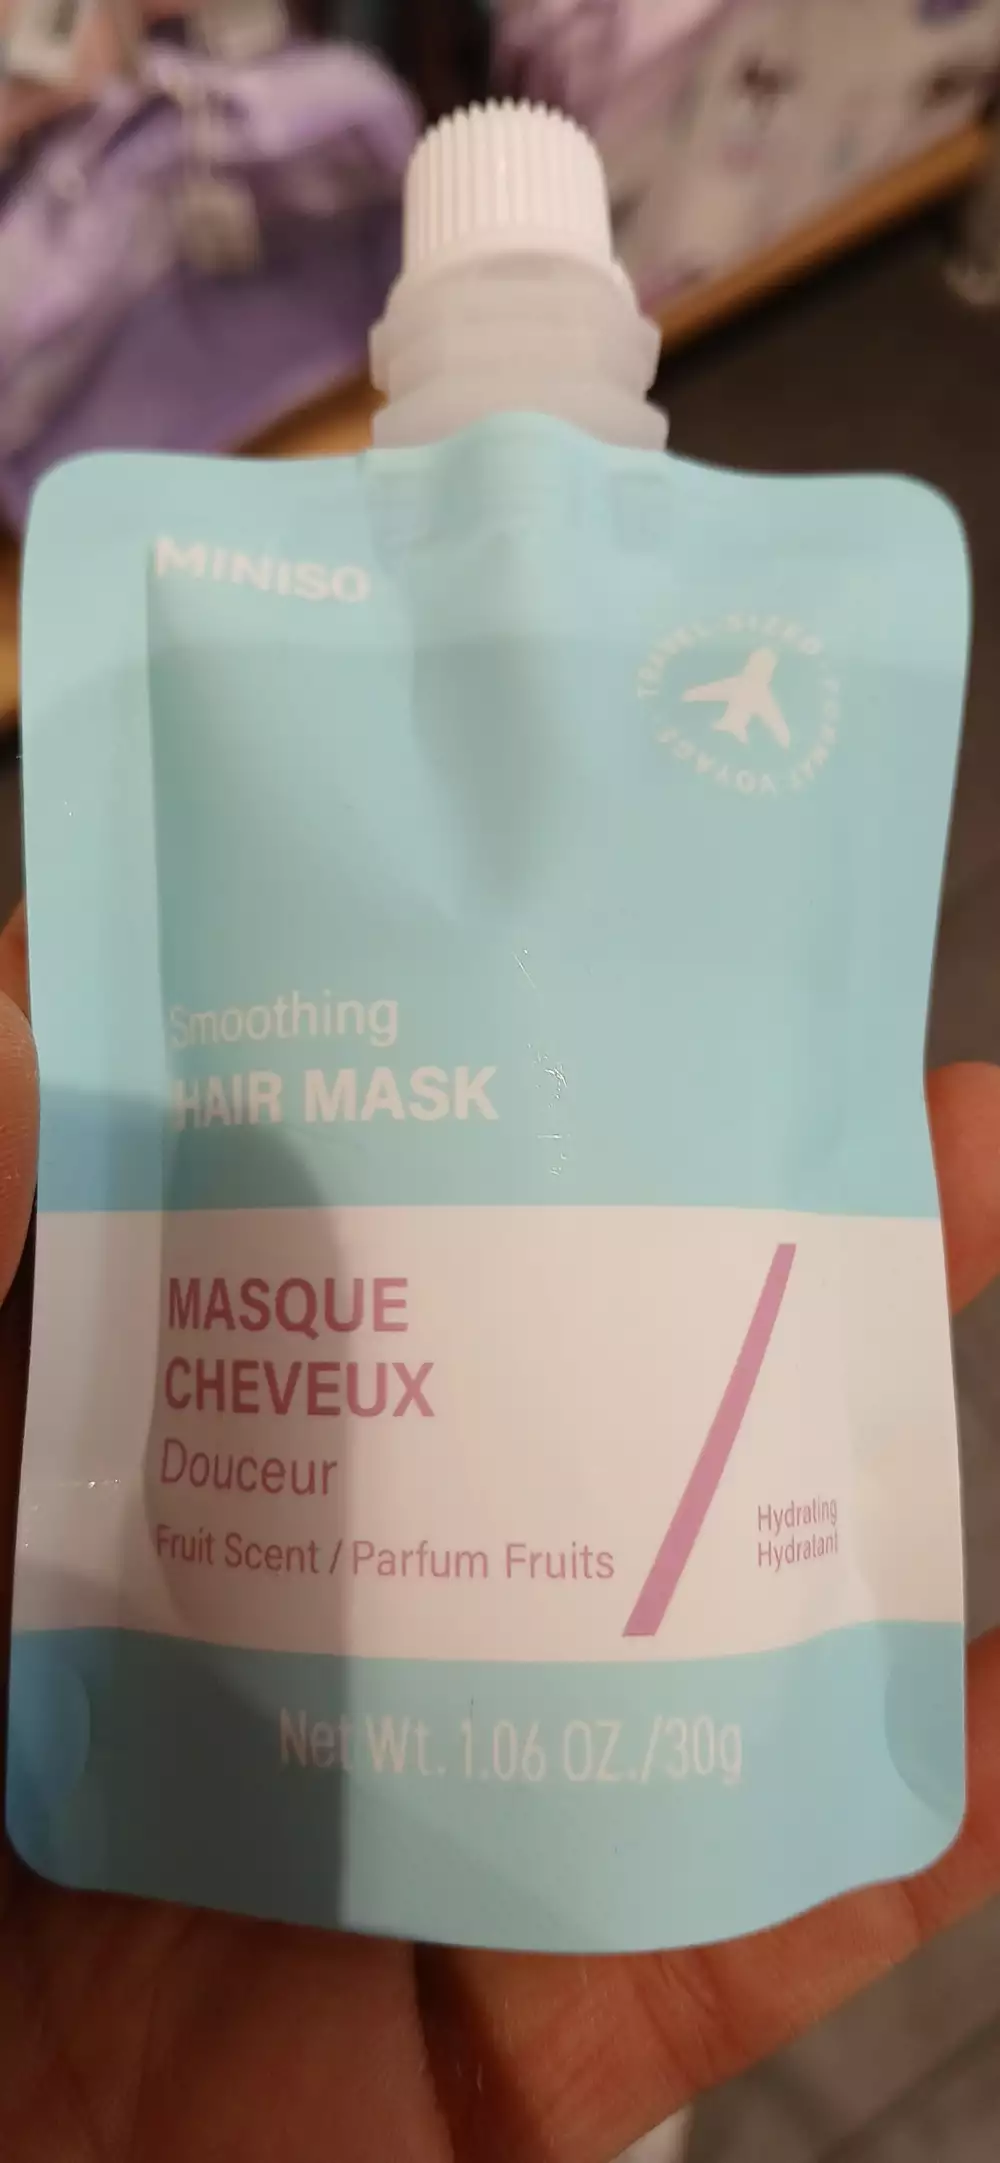 MINISO
TRAVEL-SIZED · FORMAT VOYAGE ·
Smoothing
HAIR MASK
MASQUE
CHEVEUX
Douceur
Fruit Scent / Parfum Fruits
Hydrating
Hydratant
Net Wt. 1.06 OZ./30g